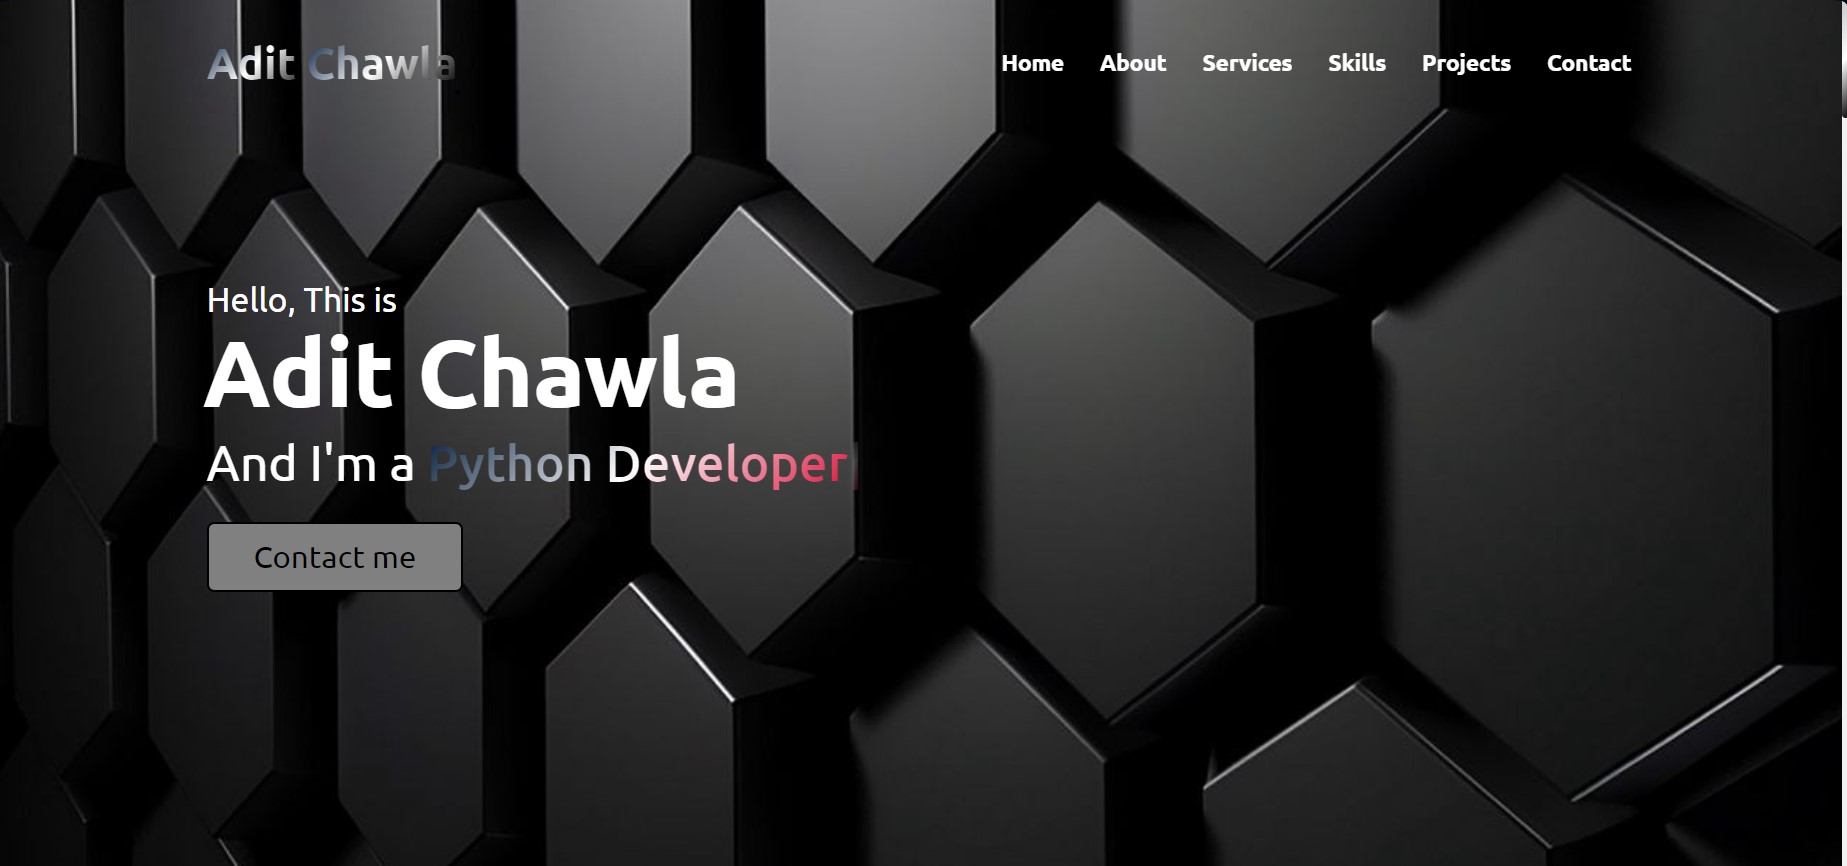 Adit Chawla
Home About Services Skills Projects Contact
Hello, This is
Adit Chawla
And I'm a Python Developer|
Contact me